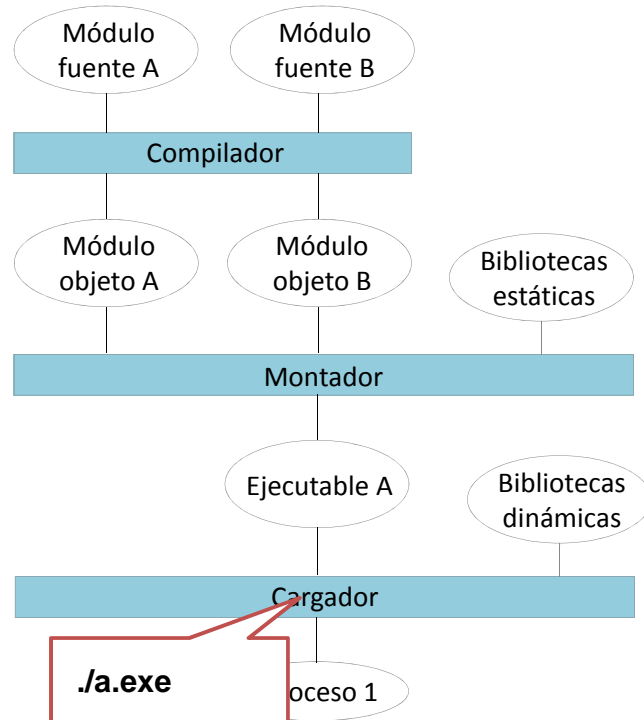 Módulo
fuente A
Módulo
fuente B
Compilador
Módulo
objeto A
Módulo
objeto B
Bibliotecas
estáticas
Montador
Ejecutable A
Bibliotecas
dinámicas
Cargador
./a.exe
oceso 1